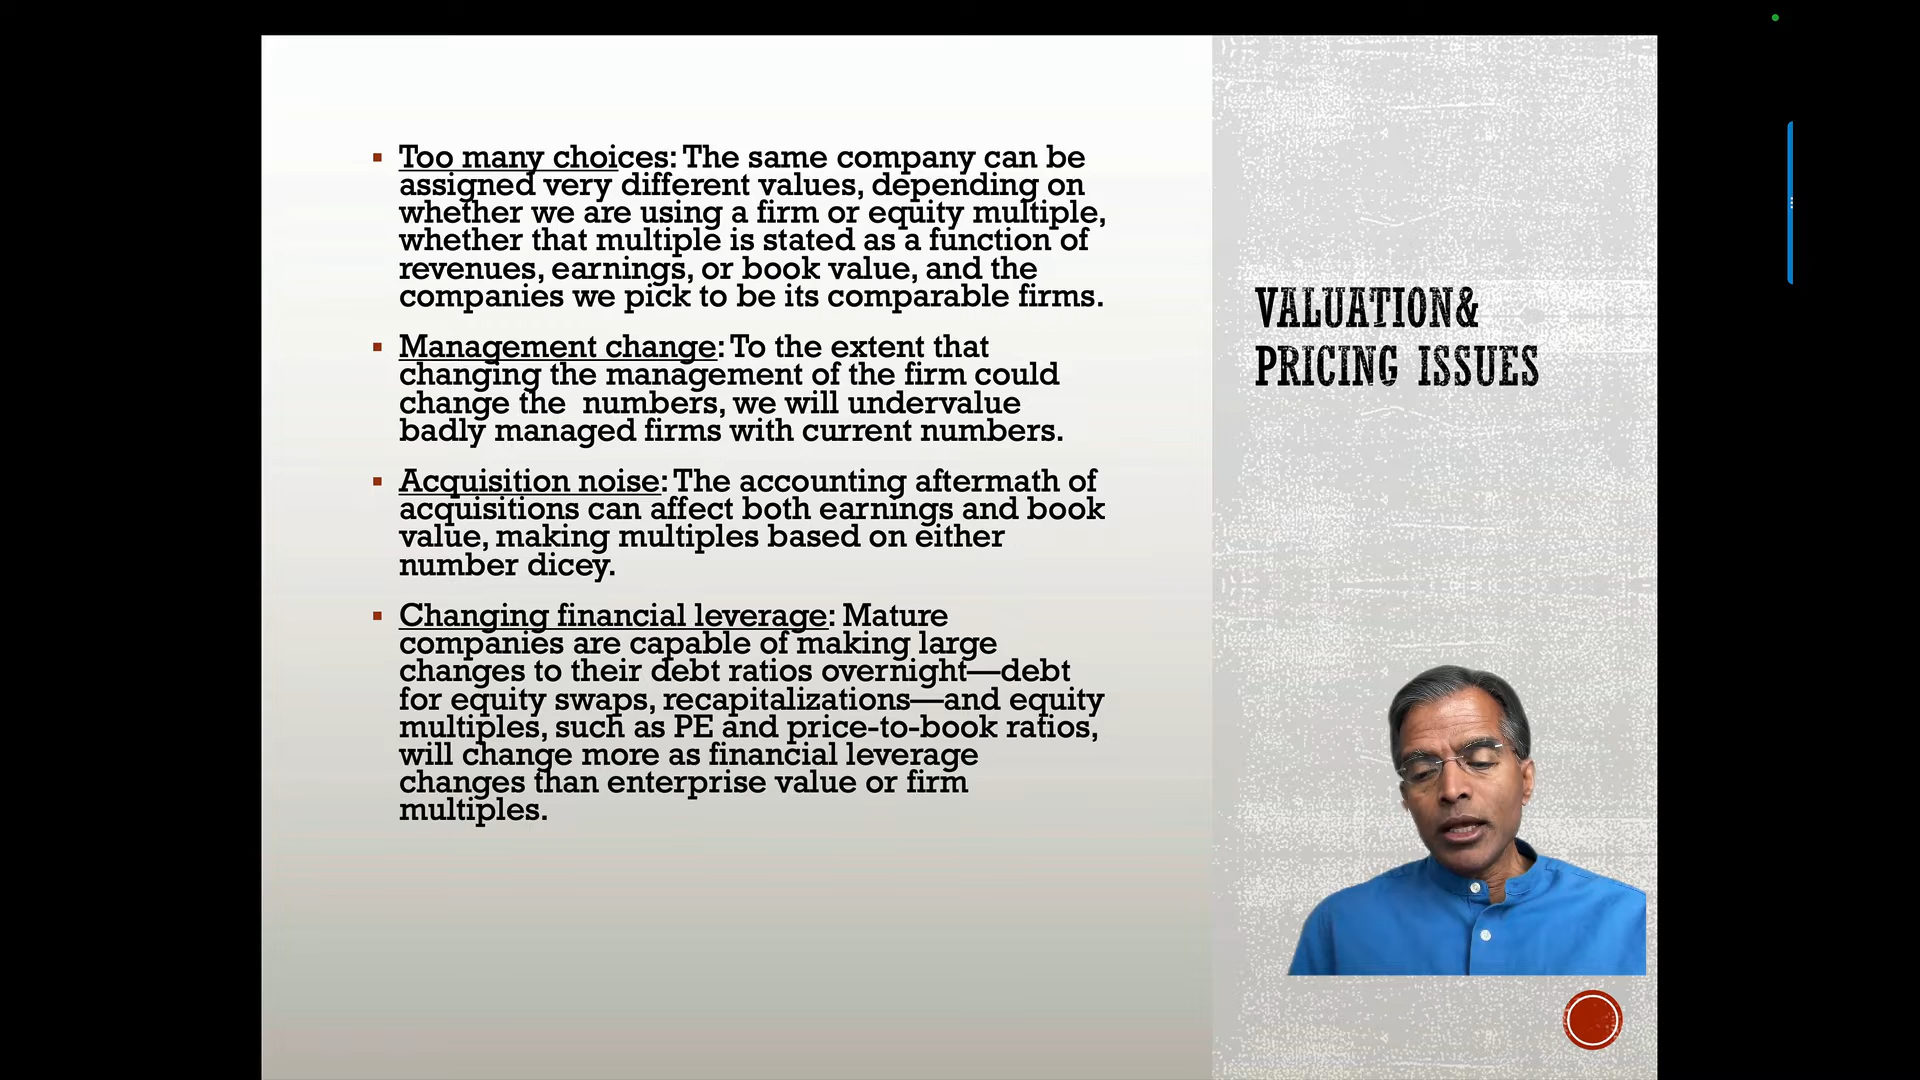 Too many choices: The same company can be
assigned very different values, depending on
whether we are using a firm or equity multiple,
whether that multiple is stated as a function of
revenues, earnings, or book value, and the
companies we pick to be its comparable firms.
Management change: To the extent that
changing the management of the firm could
change the  numbers, we will undervalue
badly managed firms with current numbers.
Acquisition noise: The accounting aftermath of
acquisitions can affect both earnings and book
value, making multiples based on either
number dicey.
Changing financial leverage: Mature
companies are capable of making large
changes to their debt ratios overnight—debt
for equity swaps, recapitalizations—and equity
multiples, such as PE and price-to-book ratios,
will change more as financial leverage
changes than enterprise value or firm
multiples.
VALUATION&
PRICING ISSUES